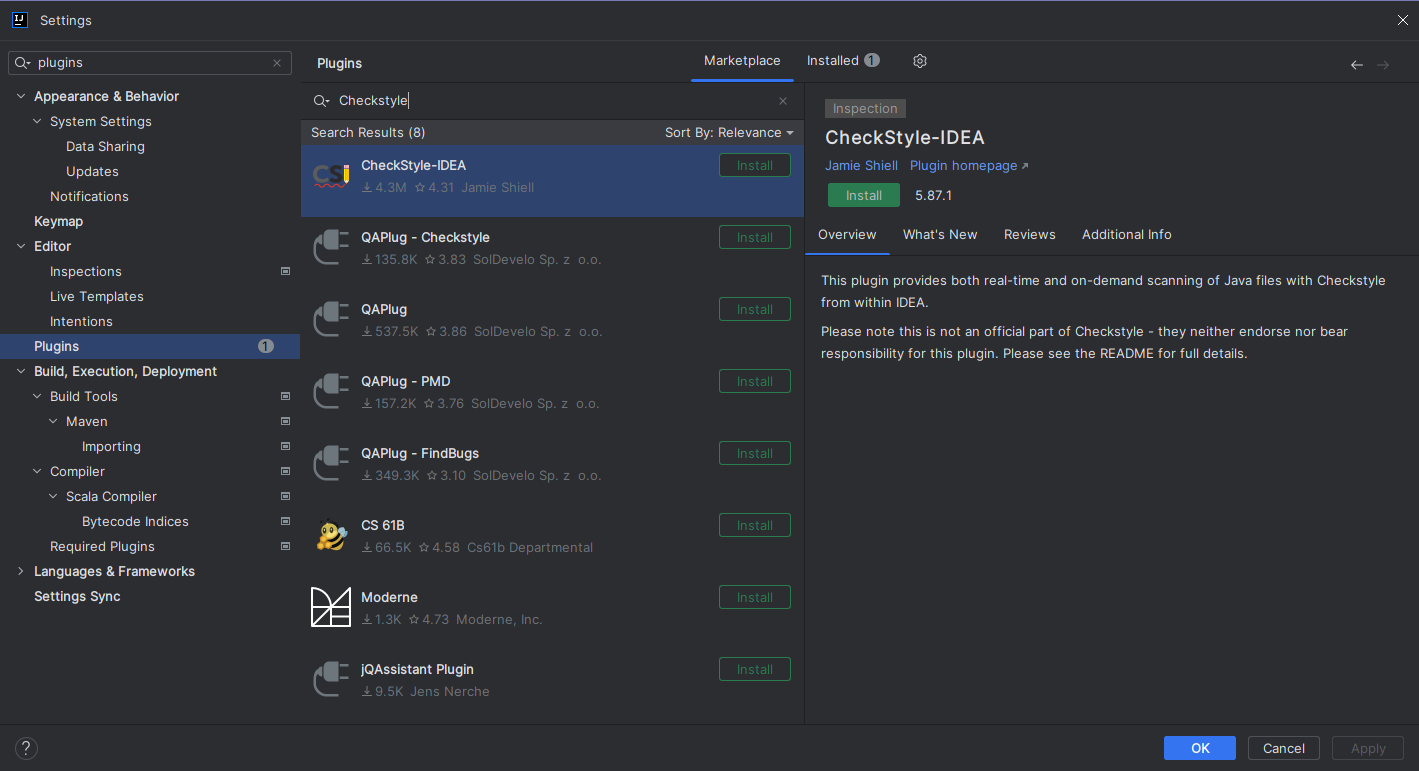 Settings
plugins
Appearance & Behavior
System Settings
Data Sharing
Updates
Notifications
Keymap
Editor
Inspections
Live Templates
Intentions
Plugins 1
Build, Execution, Deployment
Build Tools
Maven
Importing
Compiler
Scala Compiler
Bytecode Indices
Required Plugins
Languages & Frameworks
Settings Sync
Plugins
Marketplace
Installed 1
Checkstyle
Search Results (8) Sort By: Relevance
CS
CheckStyle-IDEA Install
4.3M 4.31 Jamie Shiell
QAPlug - Checkstyle Install
135.8K 3.83 SolDevelo Sp. z o.o.
QAPlug Install
537.5K 3.86 SolDevelo Sp. z o.o.
QAPlug - PMD Install
157.2K 3.76 SolDevelo Sp. z o.o.
QAPlug - FindBugs Install
349.3K 3.10 SolDevelo Sp. z o.o.
CS 61B Install
66.5K 4.58 Cs61b Departmental
Moderne Install
1.3K 4.73 Moderne, Inc.
jQAssistant Plugin Install
9.5K Jens Nerche
Inspection
CheckStyle-IDEA
Jamie Shiell Plugin homepage
Install 5.87.1
Overview What's New Reviews Additional Info
This plugin provides both real-time and on-demand scanning of Java files with Checkstyle
from within IDEA.
Please note this is not an official part of Checkstyle - they neither endorse nor bear
responsibility for this plugin. Please see the README for full details.
?
OK Cancel Apply